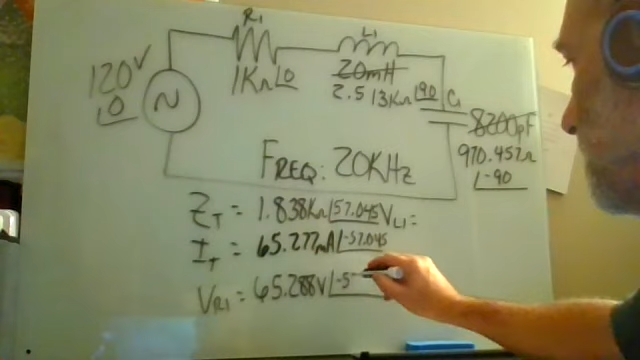 R1
L1
120V
∠0
1KΩ∠0
20mH
2.513KΩ∠90
C1
8200pF
970.452Ω
∠-90
FREQ: 20KHz
ZT = 1.838KΩ∠57.045
VL1=
IT = 65.277mA∠-57.045
VR1= 65.288V∠-5